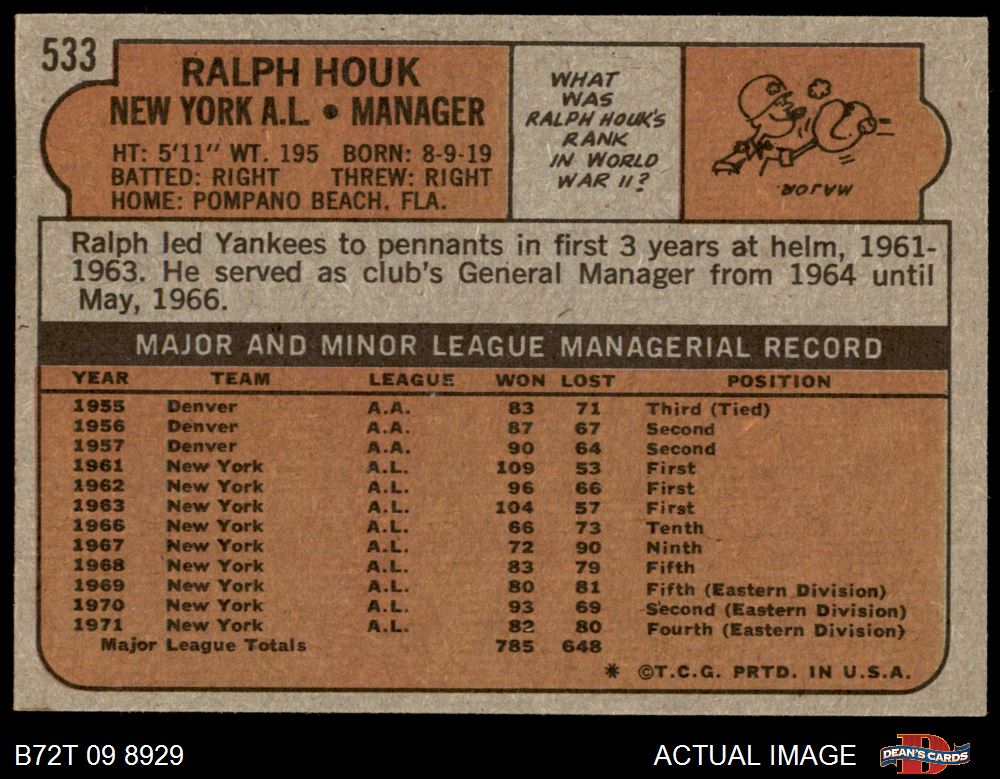 533
RALPH HOUK
NEW YORK A.L. • MANAGER
HT: 5'11" WT. 195 BORN: 8-9-19
BATTED: RIGHT THREW: RIGHT
HOME: POMPANO BEACH. FLA.
WHAT
WAS
RALPH HOUK'S
RANK
IN WORLD
WAR II?
MAJOR
Ralph led Yankees to pennants in first 3 years at helm, 1961-
1963. He served as club's General Manager from 1964 until
May, 1966.
MAJOR AND MINOR LEAGUE MANAGERIAL RECORD
YEAR TEAM LEAGUE WON LOST POSITION
1955 Denver A.A. 83 71 Third (Tied)
1956 Denver A.A. 87 67 Second
1957 Denver A.A. 90 64 Second
1961 New York A.L. 109 53 First
1962 New York A.L. 96 66 First
1963 New York A.L. 104 57 First
1966 New York A.L. 66 73 Tenth
1967 New York A.L. 72 90 Ninth
1968 New York A.L. 83 79 Fifth
1969 New York A.L. 80 81 Fifth (Eastern Division)
1970 New York A.L. 93 69 Second (Eastern Division)
1971 New York A.L. 82 80 Fourth (Eastern Division)
Major League Totals 785 648
* ©T.C.G. PRTD. IN U.S.A.
B72T 09 8929 ACTUAL IMAGE DEAN'S CARDS